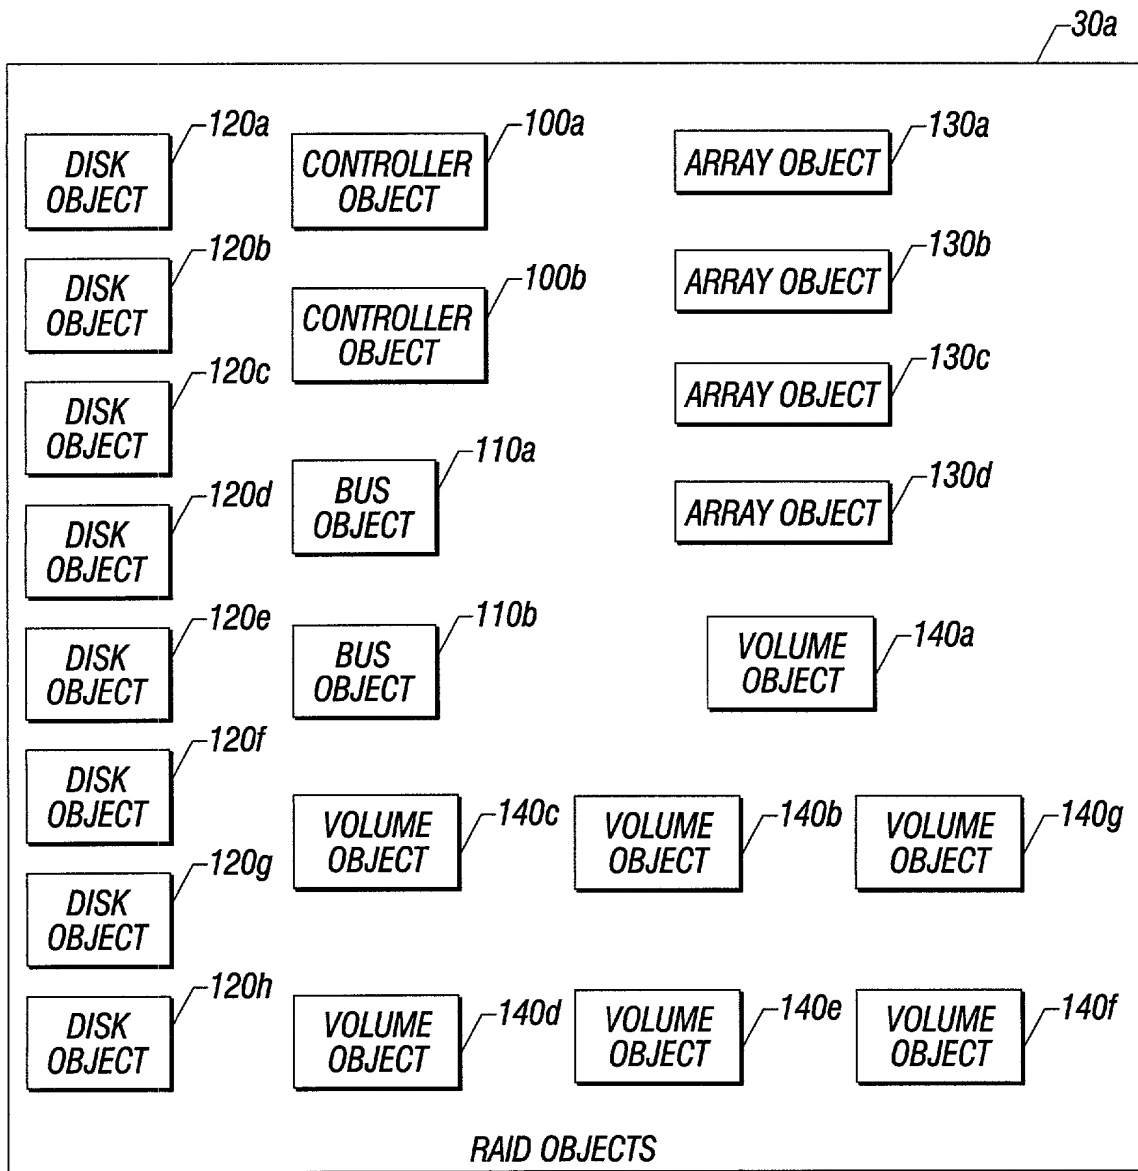 30a
120a
DISK
OBJECT
100a
CONTROLLER
OBJECT
130a
ARRAY OBJECT
120b
DISK
OBJECT
100b
CONTROLLER
OBJECT
130b
ARRAY OBJECT
120c
DISK
OBJECT
130c
ARRAY OBJECT
120d
DISK
OBJECT
110a
BUS
OBJECT
130d
ARRAY OBJECT
120e
DISK
OBJECT
110b
BUS
OBJECT
140a
VOLUME
OBJECT
120f
DISK
OBJECT
140c
VOLUME
OBJECT
140b
VOLUME
OBJECT
140g
VOLUME
OBJECT
120g
DISK
OBJECT
120h
DISK
OBJECT
140d
VOLUME
OBJECT
140e
VOLUME
OBJECT
140f
VOLUME
OBJECT
RAID OBJECTS